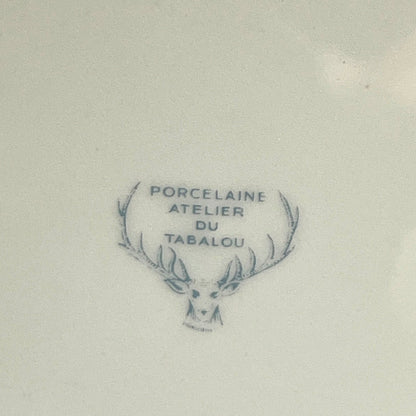 PORCELAINE
ATELIER
DU
TABALOU